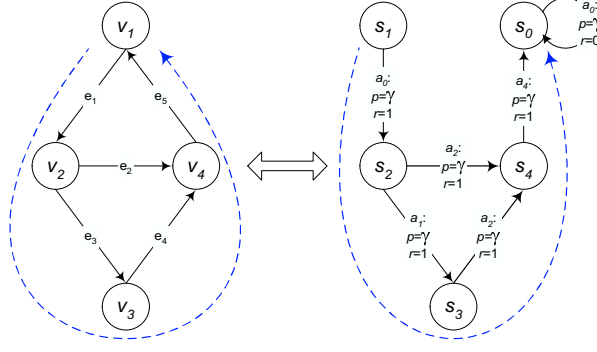 v1
s1
s0
a0:
p=γ
r=0
e1
e5
a0:
p=γ
r=1
a4:
p=γ
r=1
v2
e2
v4
s2
a2:
p=γ
r=1
s4
e3
e4
a1:
p=γ
r=1
a2:
p=γ
r=1
v3
s3